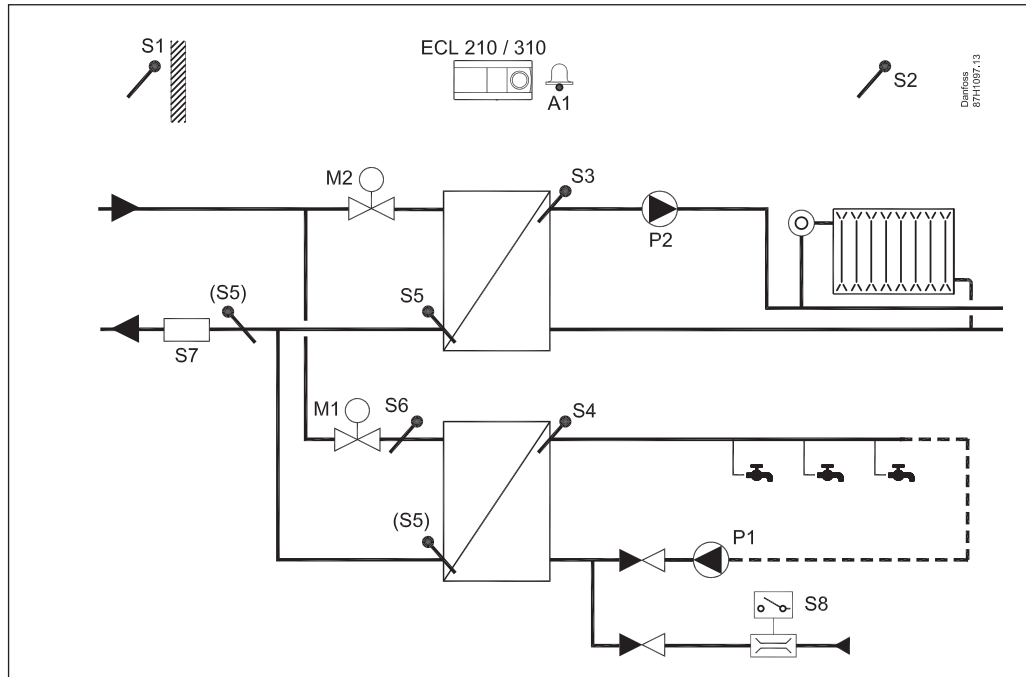 S1
ECL 210 / 310
A1
S2
Danfoss
87H1097.13
M2
S3
P2
(S5)
S5
S7
M1
S6
S4
(S5)
P1
S8